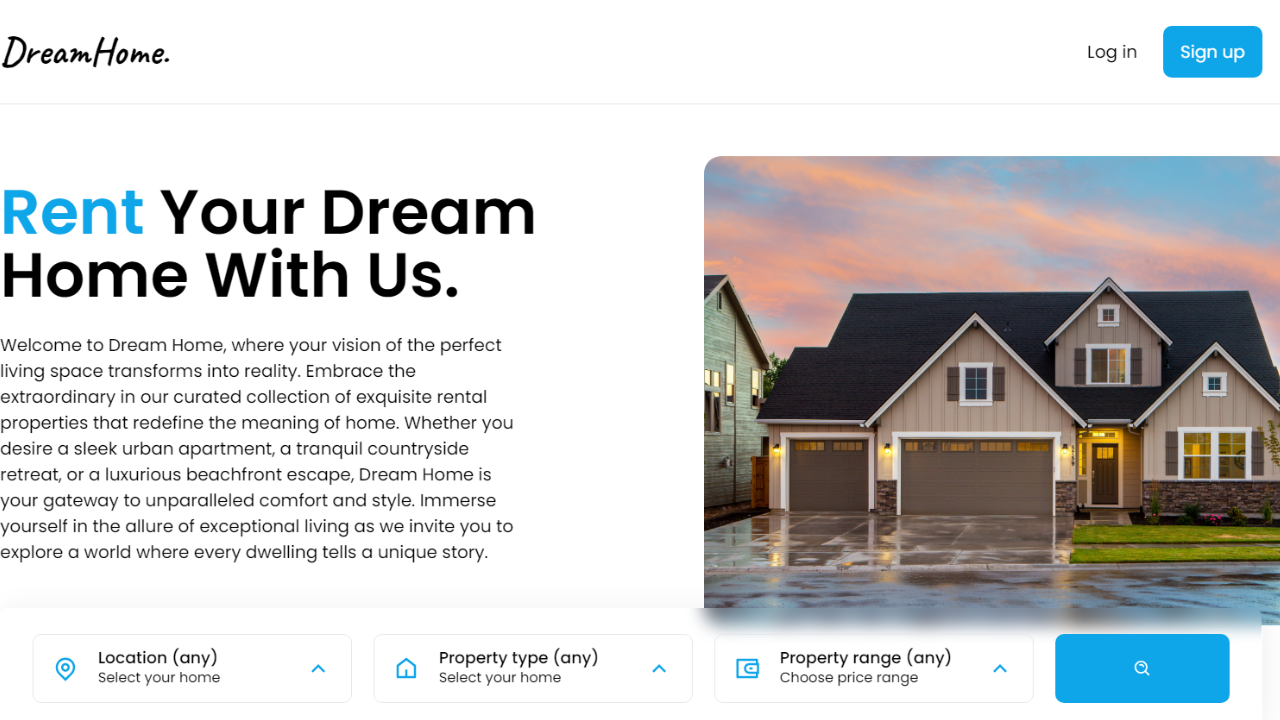 DreamHome.
Log in
Sign up
Rent Your Dream
Home With Us.
Welcome to Dream Home, where your vision of the perfect
living space transforms into reality. Embrace the
extraordinary in our curated collection of exquisite rental
properties that redefine the meaning of home. Whether you
desire a sleek urban apartment, a tranquil countryside
retreat, or a luxurious beachfront escape, Dream Home is
your gateway to unparalleled comfort and style. Immerse
yourself in the allure of exceptional living as we invite you to
explore a world where every dwelling tells a unique story.
Location (any)
Select your home
Property type (any)
Select your home
Property range (any)
Choose price range